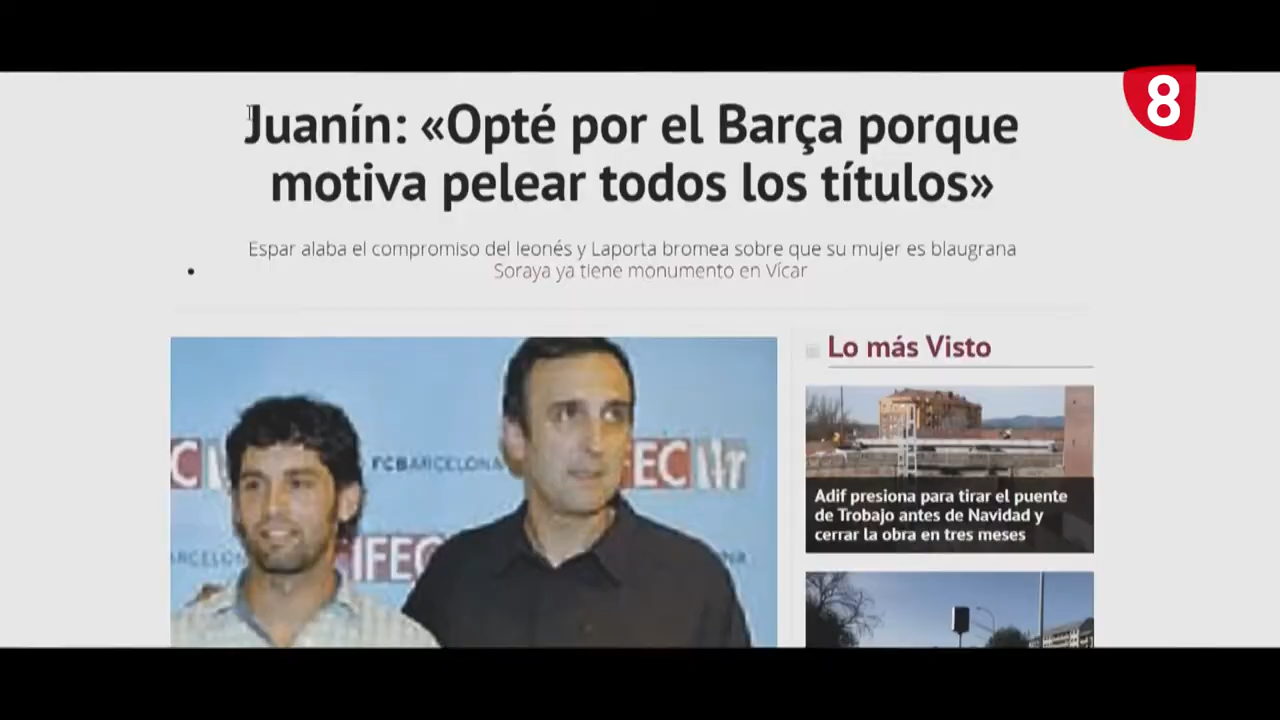 8
Juanín: «Opté por el Barça porque
motiva pelear todos los títulos»
Espar alaba el compromiso del leonés y Laporta bromea sobre que su mujer es blaugrana
Soraya ya tiene monumento en Vícar
Lo más Visto
FCBARCELONA
Adif presiona para tirar el puente
de Trabajo antes de Navidad y
cerrar la obra en tres meses